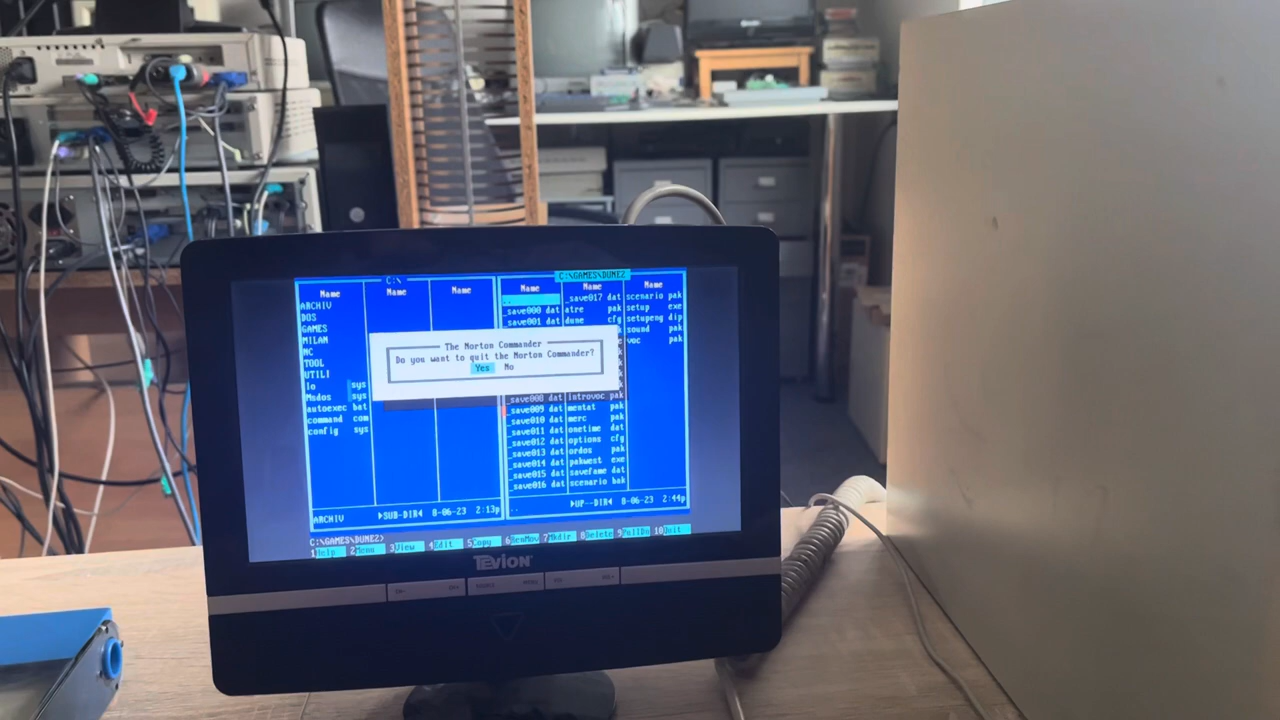 C:\
Name Name Name
ARCHIV
DOS
GAMES
MILAN
NC
TOOL
UTILI
Io sys
Msdos sys
autoexec bat
command com
config sys
ARCHIV ►SUB-DIR◄ 8-06-23 2:13p
C:\GAMES\DUNE2
Name Name Name
.. _save017 dat scenario pak
_save000 dat atre pak setup exe
_save001 dat dune cfg setupeng dip
sound pak
voc pak
The Norton Commander
Do you want to quit the Norton Commander?
Yes No
_save008 dat introvoc pak
_save009 dat mentat pak
_save010 dat merc pak
_save011 dat onetime dat
_save012 dat options cfg
_save013 dat ordos pak
_save014 dat pakwest exe
_save015 dat savefame dat
_save016 dat scenario bak
.. ►UP--DIR◄ 8-06-23 2:44p
C:\GAMES\DUNE2>
1Help 2Menu 3View 4Edit 5Copy 6RenMov 7Mkdir 8Delete 9PullDn 10Quit
TEVION